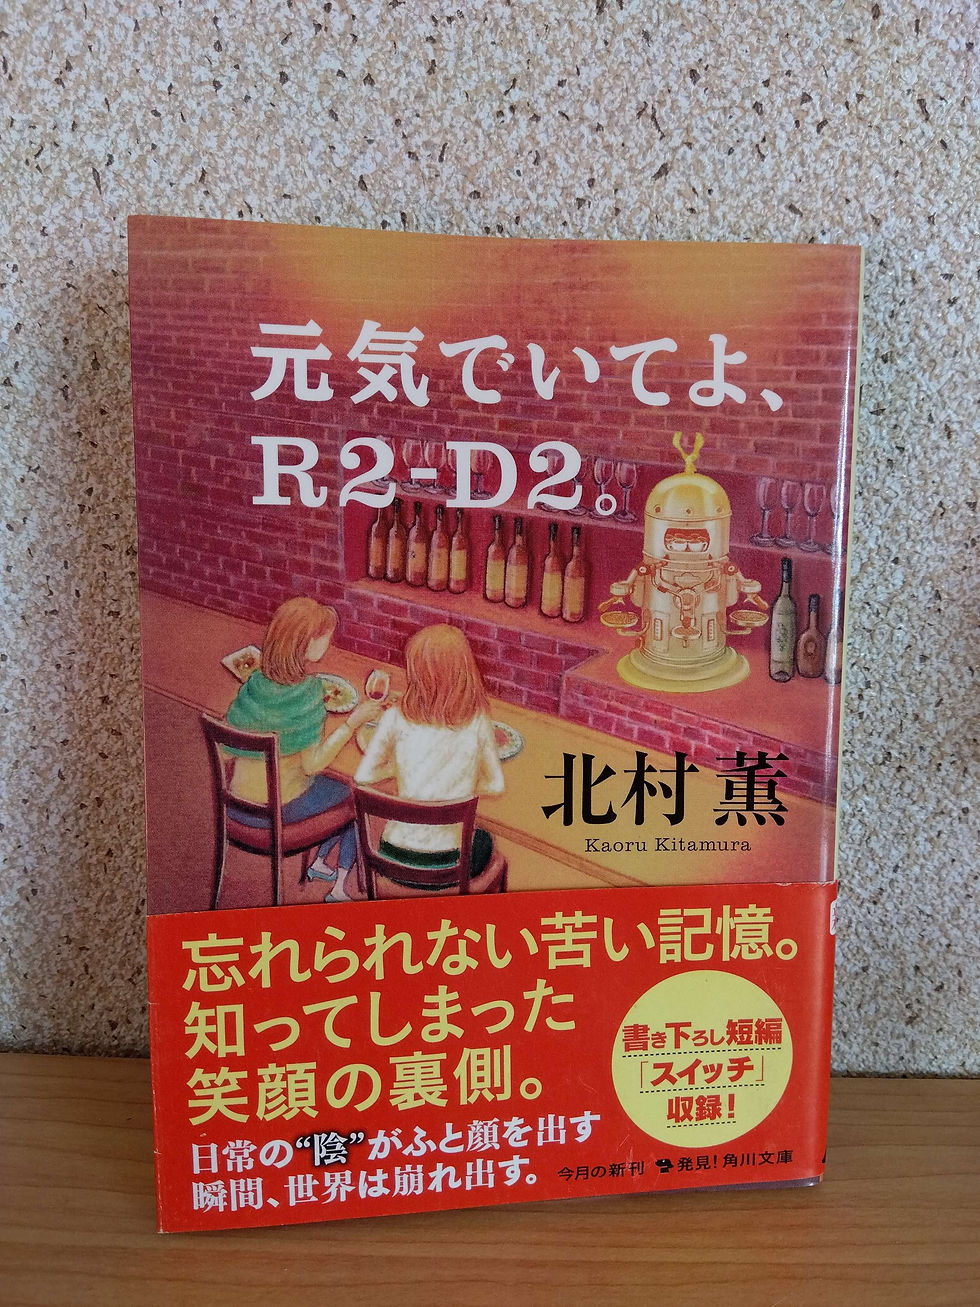 元気でいてよ、
R2-D2。
北村 薫
Kaoru Kitamura
忘れられない苦い記憶。
知ってしまった
笑顔の裏側。
日常の“陰”がふと顔を出す
瞬間、世界は崩れ出す。
書き下ろし短編
「スイッチ」
収録!
今月の新刊 発見!角川文庫